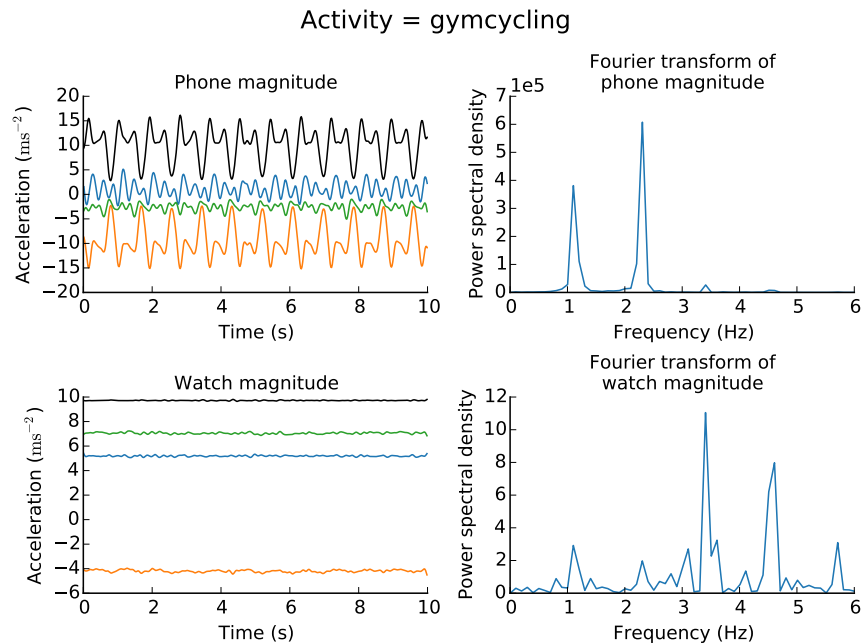 Activity = gymcycling
Phone magnitude
Acceleration (ms⁻²)
20
15
10
5
0
−5
−10
−15
−20
0 2 4 6 8 10
Time (s)
Fourier transform of
phone magnitude
1e5
Power spectral density
7
6
5
4
3
2
1
0
0 1 2 3 4 5 6
Frequency (Hz)
Watch magnitude
Acceleration (ms⁻²)
10
8
6
4
2
0
−2
−4
−6
0 2 4 6 8 10
Time (s)
Fourier transform of
watch magnitude
Power spectral density
12
10
8
6
4
2
0
0 1 2 3 4 5 6
Frequency (Hz)